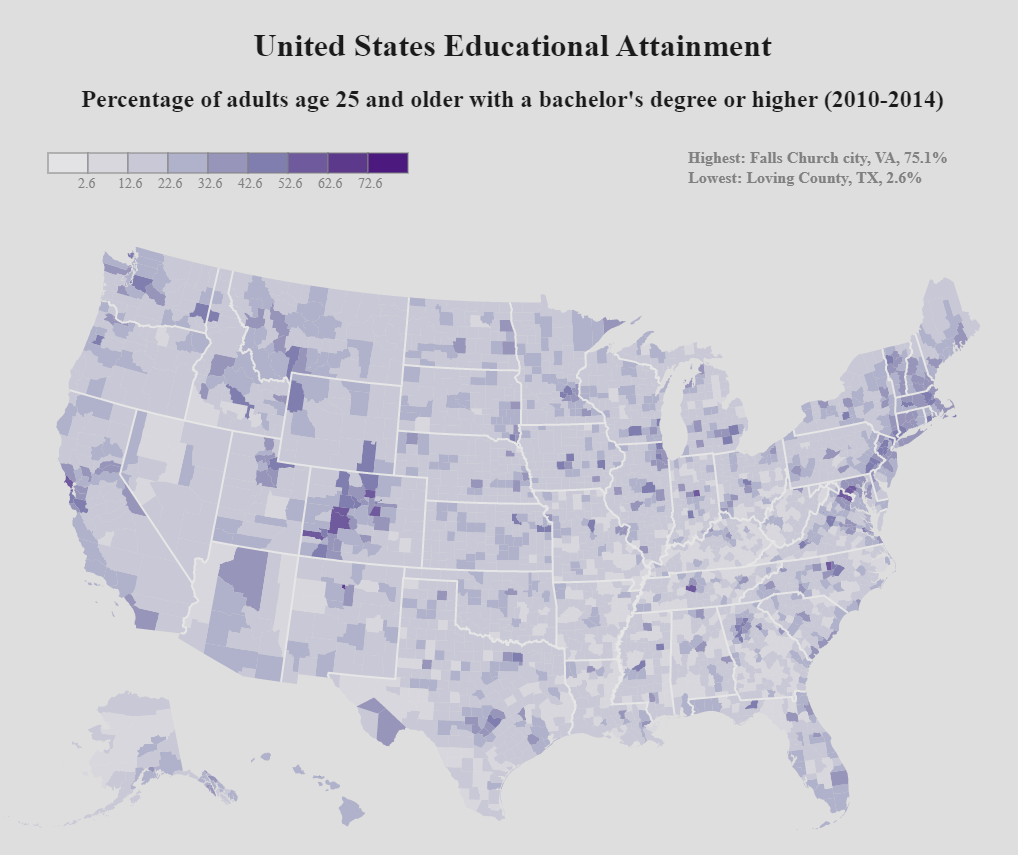 United States Educational Attainment
Percentage of adults age 25 and older with a bachelor's degree or higher (2010-2014)
2.6 12.6 22.6 32.6 42.6 52.6 62.6 72.6
Highest: Falls Church city, VA, 75.1%
Lowest: Loving County, TX, 2.6%